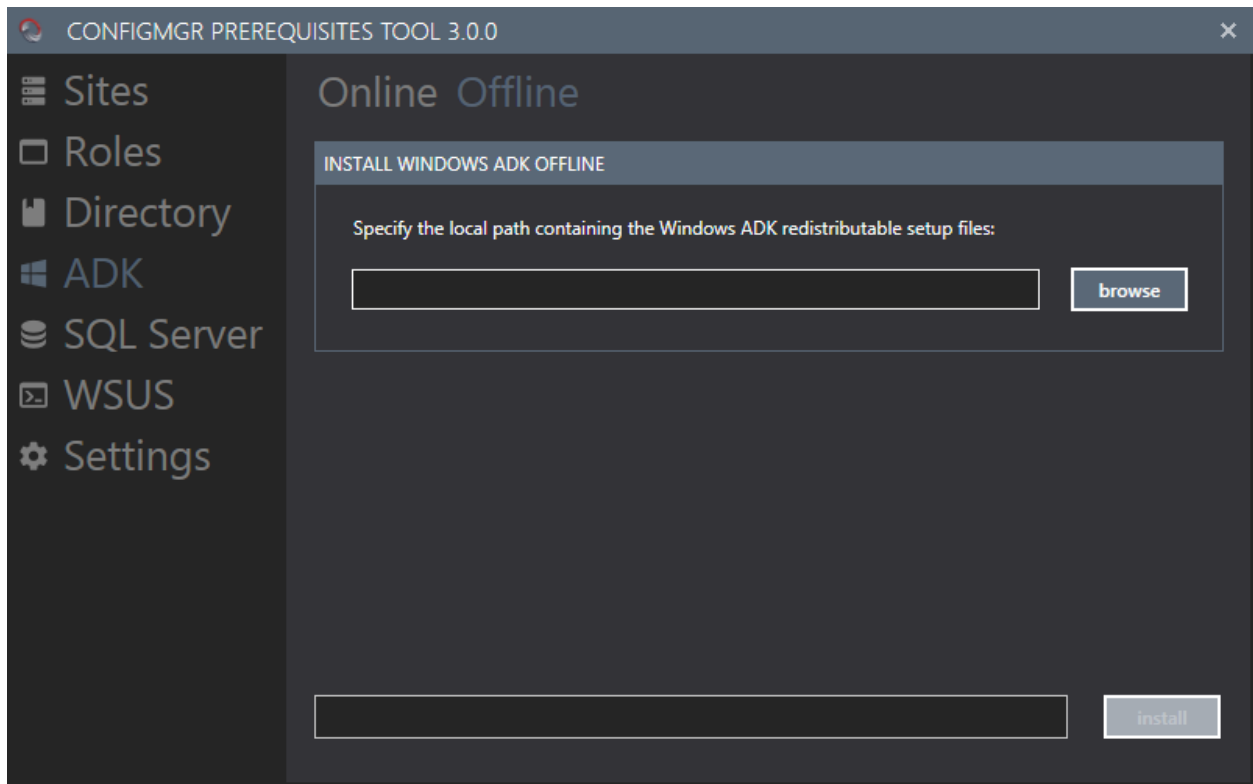 CONFIGMGR PREREQUISITES TOOL 3.0.0
Sites
Roles
Directory
ADK
SQL Server
WSUS
Settings
Online Offline
INSTALL WINDOWS ADK OFFLINE
Specify the local path containing the Windows ADK redistributable setup files:
browse
install